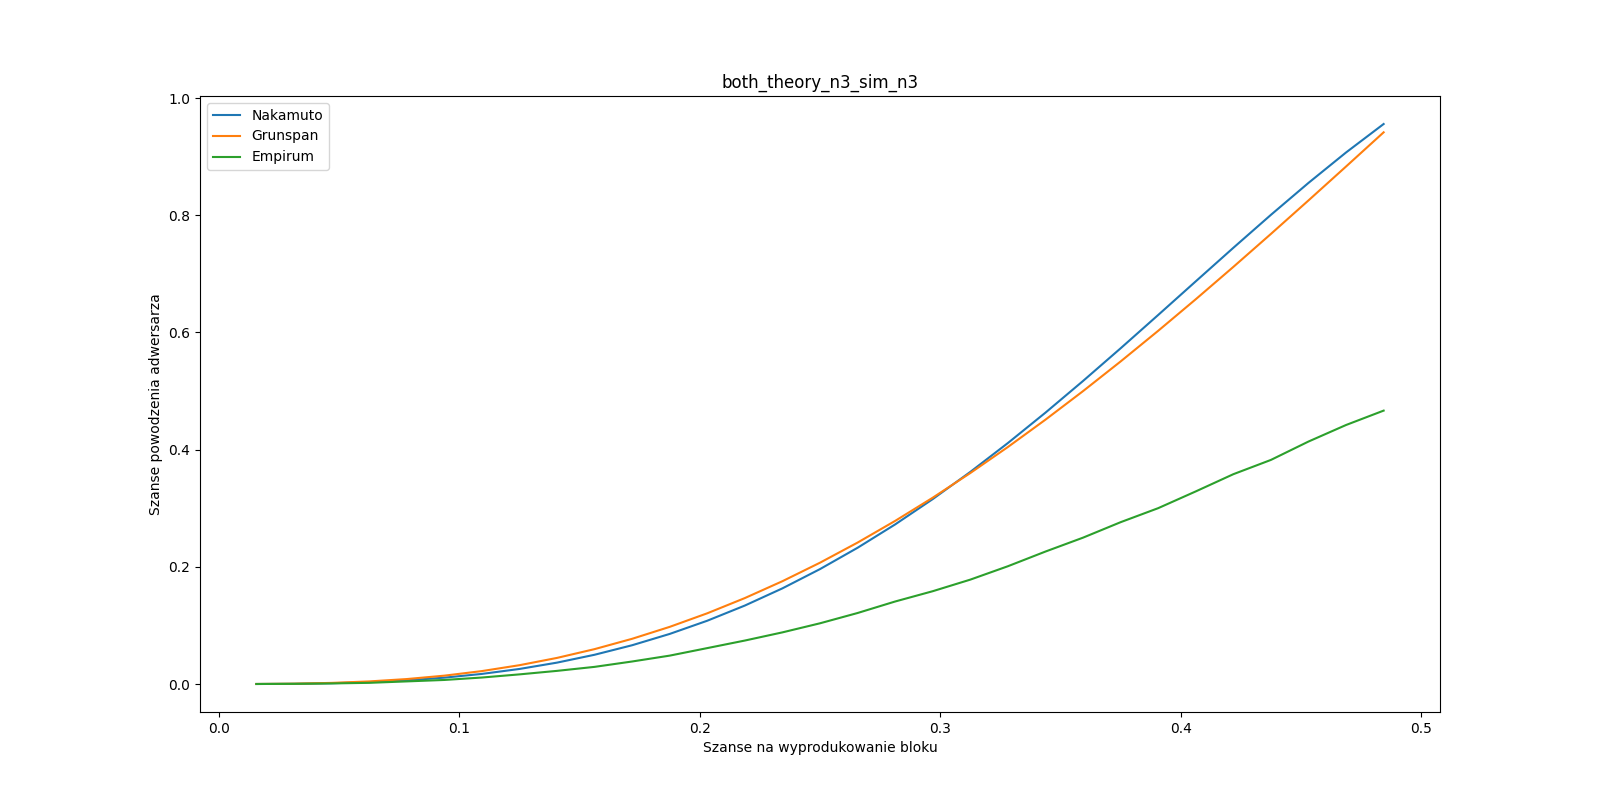 both_theory_n3_sim_n3
Nakamuto
Grunspan
Empirum
1.0
0.8
0.6
0.4
0.2
0.0
Szanse powodzenia adwersarza
0.0 0.1 0.2 0.3 0.4 0.5
Szanse na wyprodukowanie bloku